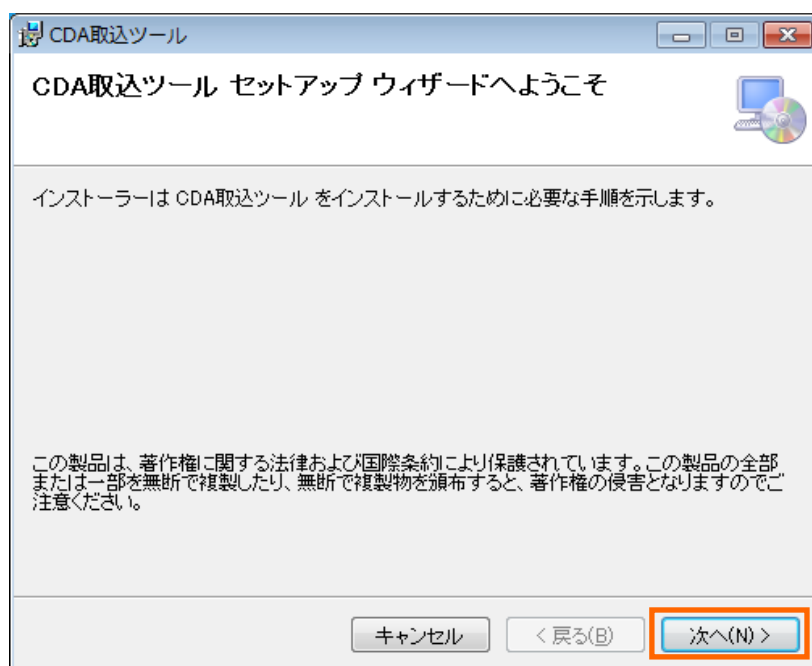 CDA取込ツール
CDA取込ツール セットアップ ウィザードへようこそ
インストーラーは CDA取込ツール をインストールするために必要な手順を示します。
この製品は、著作権に関する法律および国際条約により保護されています。この製品の全部
または一部を無断で複製したり、無断で複製物を頒布すると、著作権の侵害となりますのでご
注意ください。
キャンセル
< 戻る(B)
次へ(N) >